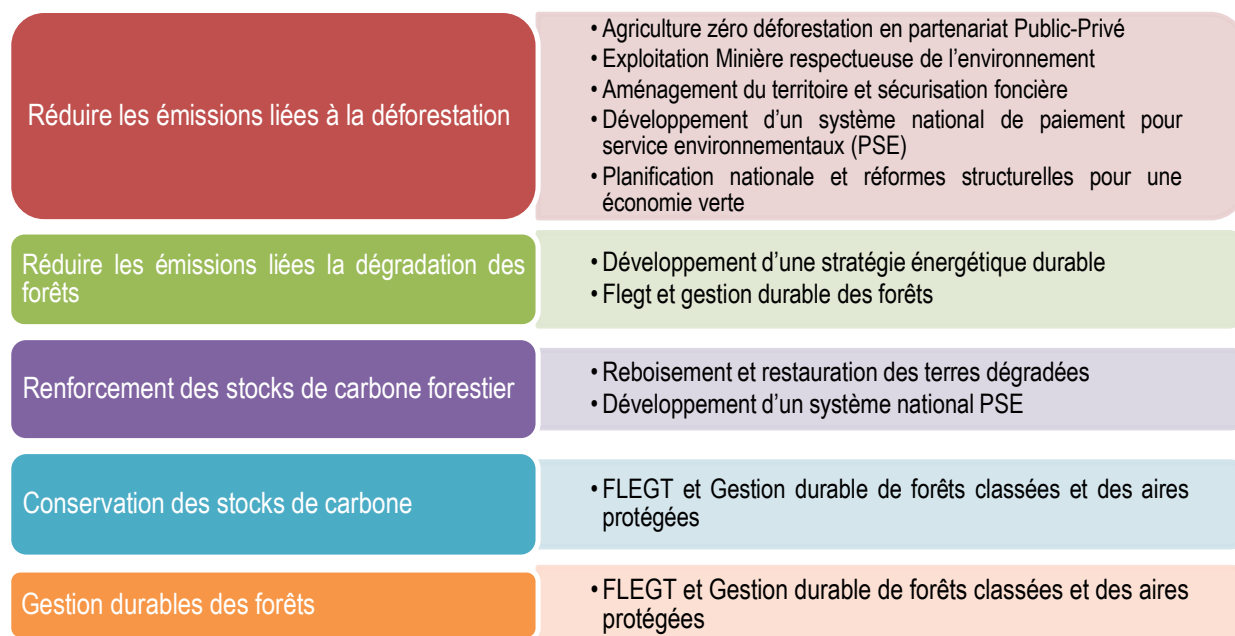 Réduire les émissions liées à la déforestation
• Agriculture zéro déforestation en partenariat Public-Privé
• Exploitation Minière respectueuse de l'environnement
• Aménagement du territoire et sécurisation foncière
• Développement d'un système national de paiement pour
service environnementaux (PSE)
• Planification nationale et réformes structurelles pour une
économie verte
Réduire les émissions liées la dégradation des
forêts
• Développement d'une stratégie énergétique durable
• Flegt et gestion durable des forêts
Renforcement des stocks de carbone forestier
• Reboisement et restauration des terres dégradées
• Développement d'un système national PSE
Conservation des stocks de carbone
• FLEGT et Gestion durable de forêts classées et des aires
protégées
Gestion durables des forêts
• FLEGT et Gestion durable de forêts classées et des aires
protégées